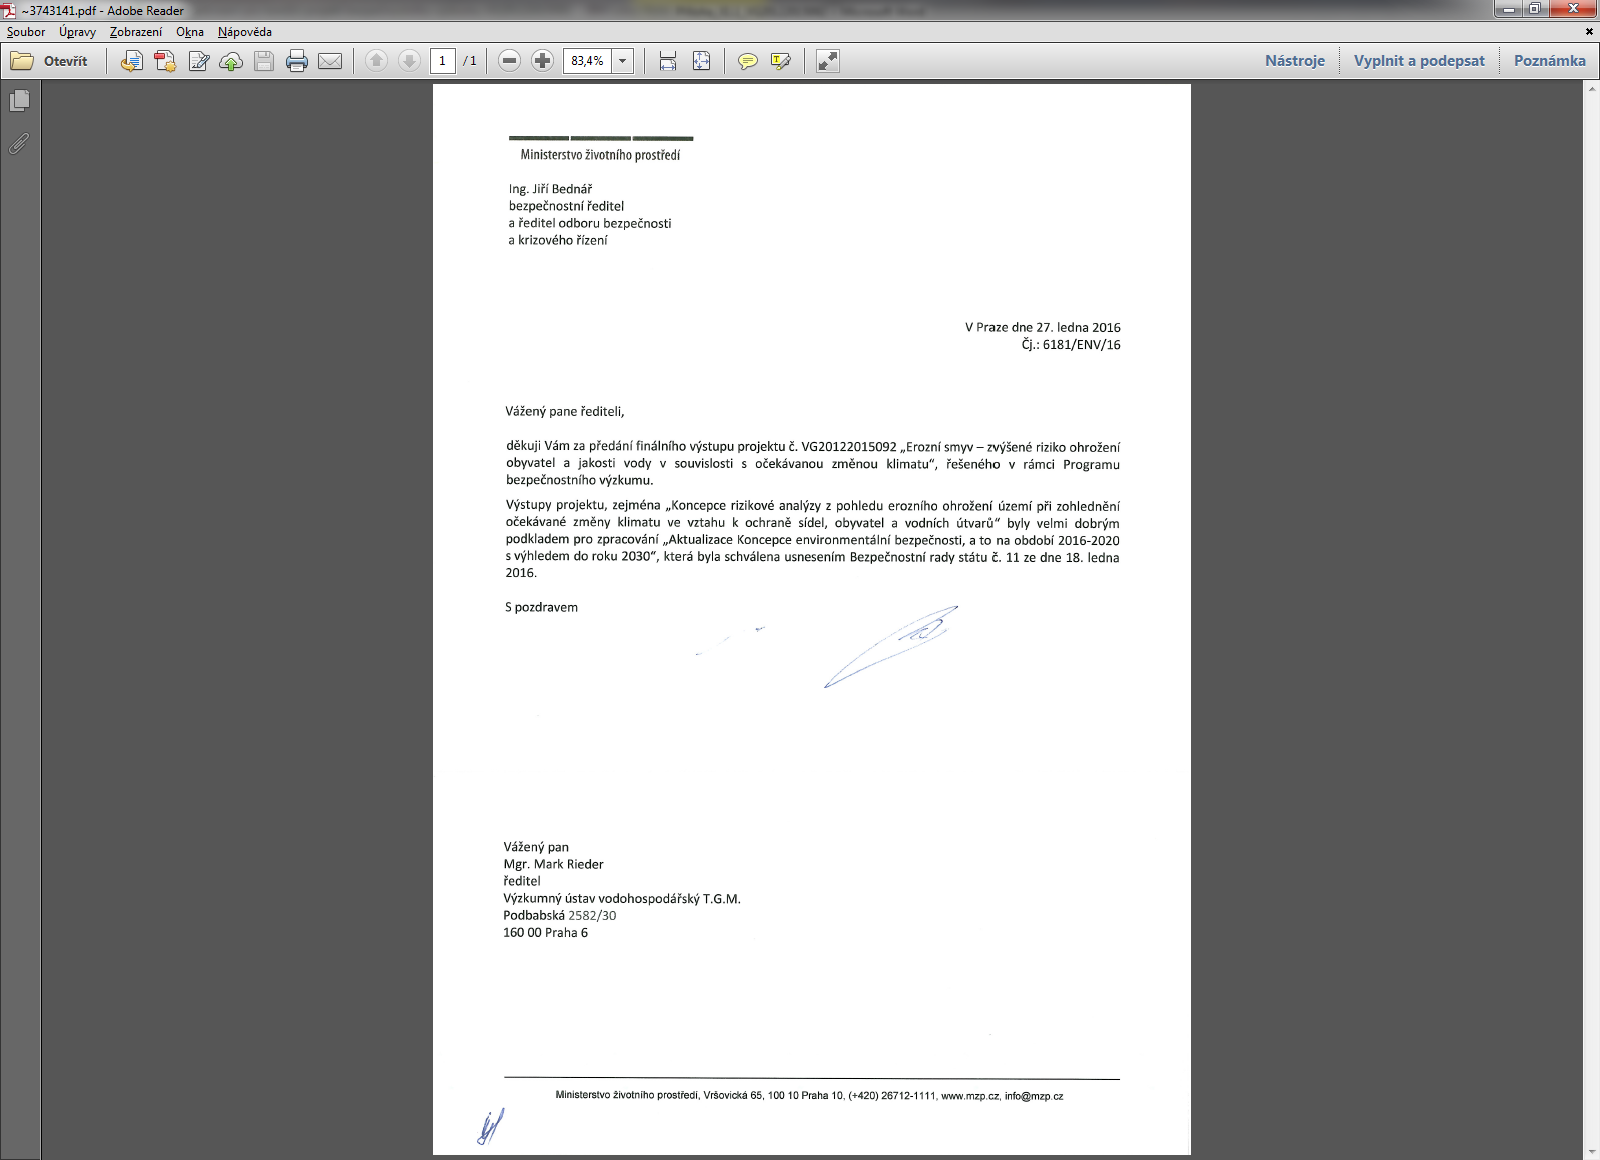 ~3743141.pdf - Adobe Reader
Soubor Úpravy Zobrazení Okna Nápověda
Otevřít 1 / 1 83,4% Nástroje Vyplnit a podepsat Poznámka
Ministerstvo životního prostředí
Ing. Jiří Bednář
bezpečnostní ředitel
a ředitel odboru bezpečnosti
a krizového řízení
V Praze dne 27. ledna 2016
Čj.: 6181/ENV/16
Vážený pane řediteli,
děkuji Vám za předání finálního výstupu projektu č. VG20122015092 „Erozní smyv – zvýšené riziko ohrožení
obyvatel a jakosti vody v souvislosti s očekávanou změnou klimatu“, řešeného v rámci Programu
bezpečnostního výzkumu.
Výstupy projektu, zejména „Koncepce rizikové analýzy z pohledu erozního ohrožení území při zohlednění
očekávané změny klimatu ve vztahu k ochraně sídel, obyvatel a vodních útvarů“ byly velmi dobrým
podkladem pro zpracování „Aktualizace Koncepce environmentální bezpečnosti, a to na období 2016-2020
s výhledem do roku 2030“, která byla schválena usnesením Bezpečnostní rady státu č. 11 ze dne 18. ledna
2016.
S pozdravem
Vážený pan
Mgr. Mark Rieder
ředitel
Výzkumný ústav vodohospodářský T.G.M.
Podbabská 2582/30
160 00 Praha 6
Ministerstvo životního prostředí, Vršovická 65, 100 10 Praha 10, (+420) 26712-1111, www.mzp.cz, info@mzp.cz